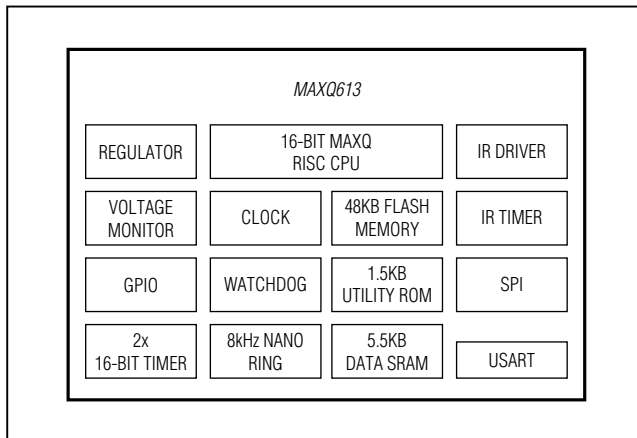 MAXQ613
REGULATOR
16-BIT MAXQ
RISC CPU
IR DRIVER
VOLTAGE
MONITOR
CLOCK
48KB FLASH
MEMORY
IR TIMER
GPIO
WATCHDOG
1.5KB
UTILITY ROM
SPI
2x
16-BIT TIMER
8kHz NANO
RING
5.5KB
DATA SRAM
USART